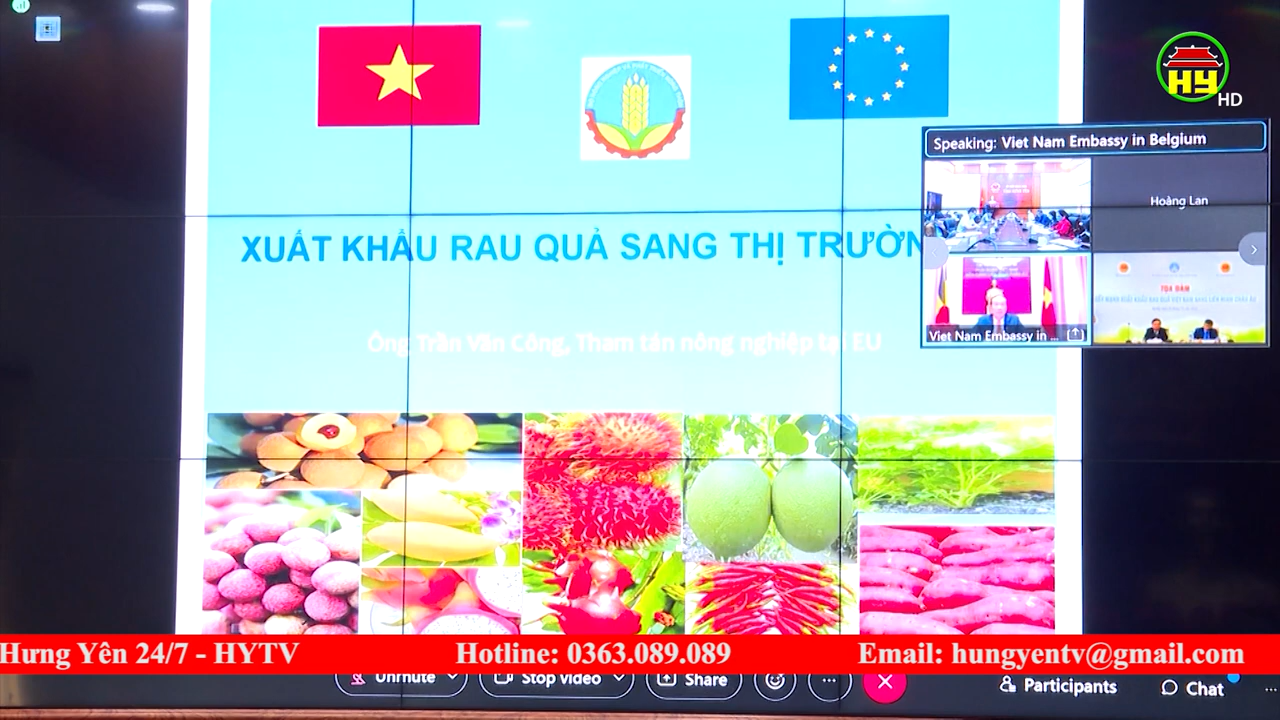 HY
HD
Speaking: Viet Nam Embassy in Belgium
Hoàng Lan
XUẤT KHẨU RAU QUẢ SANG THỊ TRƯỜN
TỌA ĐÀM
Viet Nam Embassy in ...
Ông Trần Văn Công, Tham tán nông nghiệp tại EU
Hưng Yên 24/7 - HYTV
Hotline: 0363.089.089
Email: hungyentv@gmail.com
Unmute
Stop video
Share
Participants
Chat